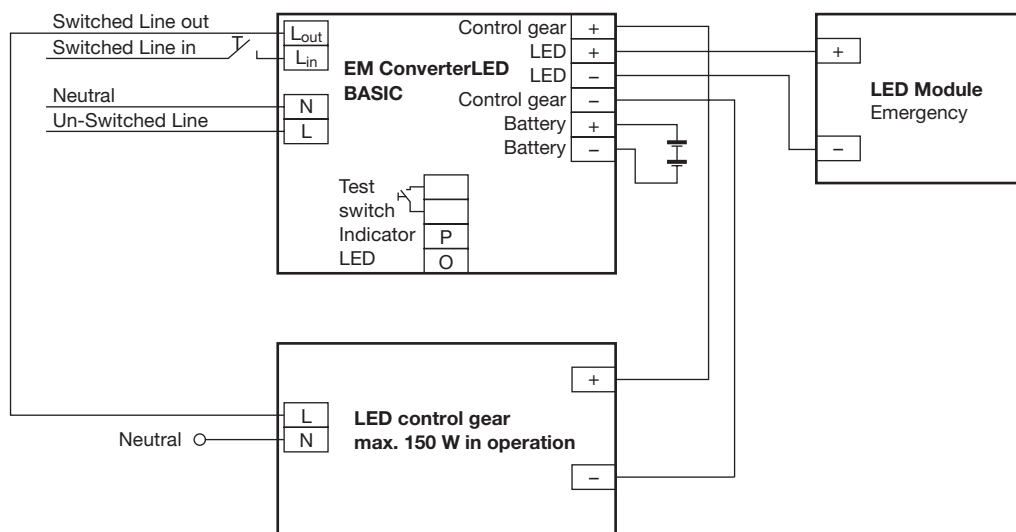 Switched Line out
Switched Line in
Neutral
Un-Switched Line
Lout
Lin
N
L
EM ConverterLED
BASIC
Control gear +
LED +
LED −
Control gear −
Battery +
Battery −
Test
switch
Indicator P
LED O
+
−
LED Module
Emergency
L
N
Neutral
LED control gear
max. 150 W in operation
+
−